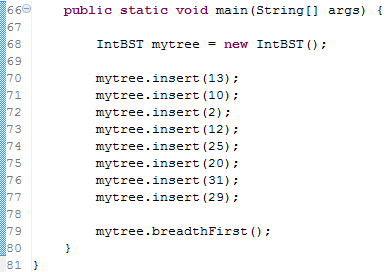 66 public static void main(String[] args) {
67
68 IntBST mytree = new IntBST();
69
70 mytree.insert(13);
71 mytree.insert(10);
72 mytree.insert(2);
73 mytree.insert(12);
74 mytree.insert(25);
75 mytree.insert(20);
76 mytree.insert(31);
77 mytree.insert(29);
78
79 mytree.breadthFirst();
80 }
81 }